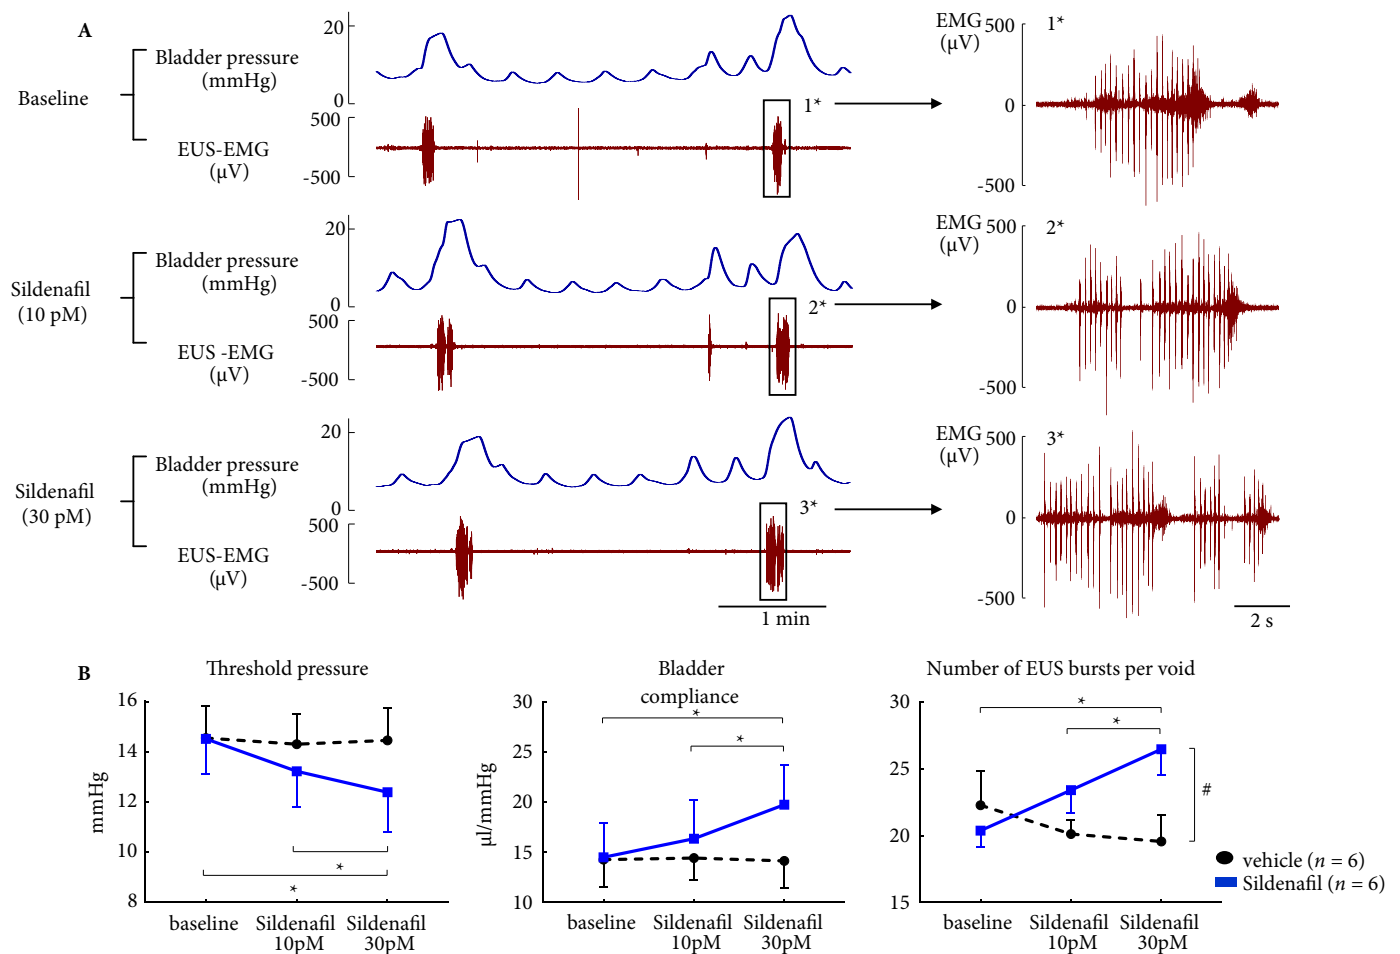 A
Baseline
Bladder pressure
(mmHg)
20
10
0
EUS-EMG
(µV)
500
-500
1*
EMG
(µV)
500
0
-500
1*
Sildenafil
(10 pM)
Bladder pressure
(mmHg)
20
10
0
EUS -EMG
(µV)
500
-500
2*
EMG
(µV)
500
0
-500
2*
Sildenafil
(30 pM)
Bladder pressure
(mmHg)
20
10
0
EUS-EMG
(µV)
500
-500
3*
1 min
EMG
(µV)
500
0
-500
3*
2 s
B
Threshold pressure
mmHg
16
14
12
10
8
*
*
baseline
Sildenafil
10pM
Sildenafil
30pM
Bladder
compliance
µl/mmHg
30
25
20
15
10
*
*
baseline
Sildenafil
10pM
Sildenafil
30pM
Number of EUS bursts per void
30
25
20
15
*
*
#
baseline
Sildenafil
10pM
Sildenafil
30pM
vehicle (n = 6)
Sildenafil (n = 6)